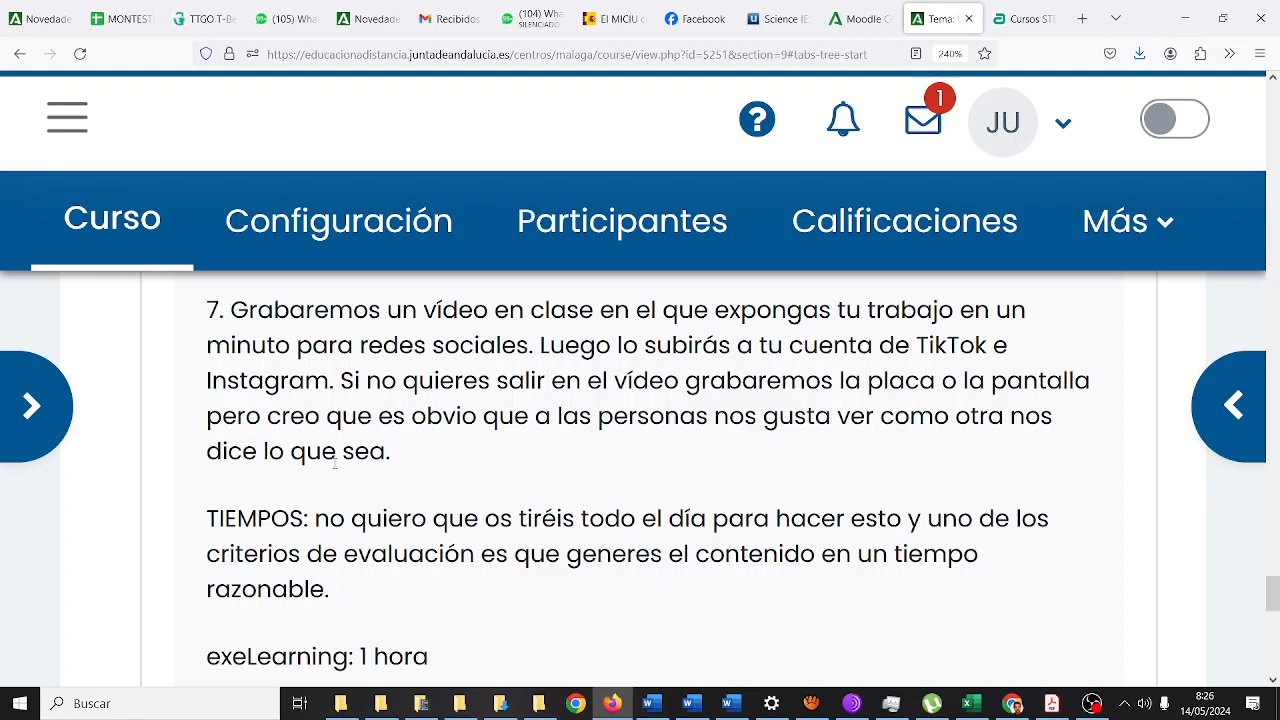 Novedade
MONTEST
TTGO T-Be
(105) Wha
Novedade
Recibidos
(104) Wha
SILENCIADO
El MICIU c
Facebook
Science IE
Moodle C
Tema: U
Cursos STE
https://educacionadistancia.juntadeandalucia.es/centros/malaga/course/view.php?id=5251&section=9#tabs-tree-start
240%
1
JU
Curso
Configuración
Participantes
Calificaciones
Más
7. Grabaremos un vídeo en clase en el que expongas tu trabajo en un
minuto para redes sociales. Luego lo subirás a tu cuenta de TikTok e
Instagram. Si no quieres salir en el vídeo grabaremos la placa o la pantalla
pero creo que es obvio que a las personas nos gusta ver como otra nos
dice lo que sea.
TIEMPOS: no quiero que os tiréis todo el día para hacer esto y uno de los
criterios de evaluación es que generes el contenido en un tiempo
razonable.
exeLearning: 1 hora
Buscar
8:26
14/05/2024